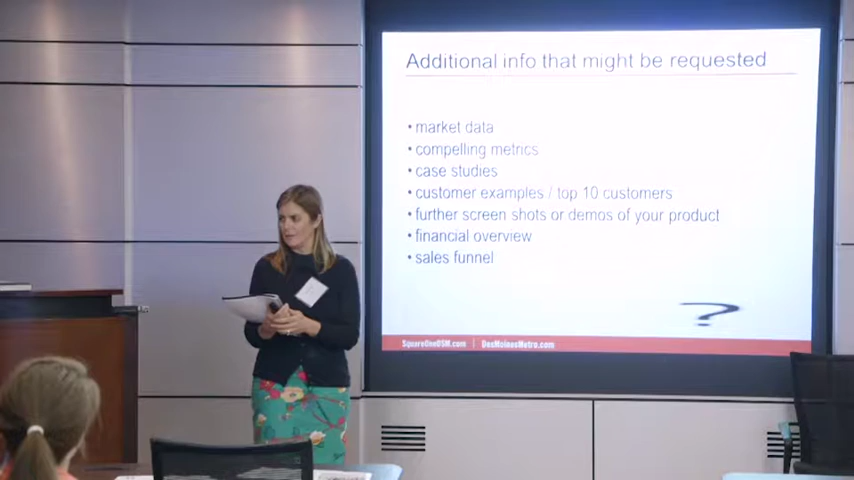 Additional info that might be requested
• market data
• compelling metrics
• case studies
• customer examples / top 10 customers
• further screen shots or demos of your product
• financial overview
• sales funnel
?
SquareOneDSM.com | DesMoinesMetro.com